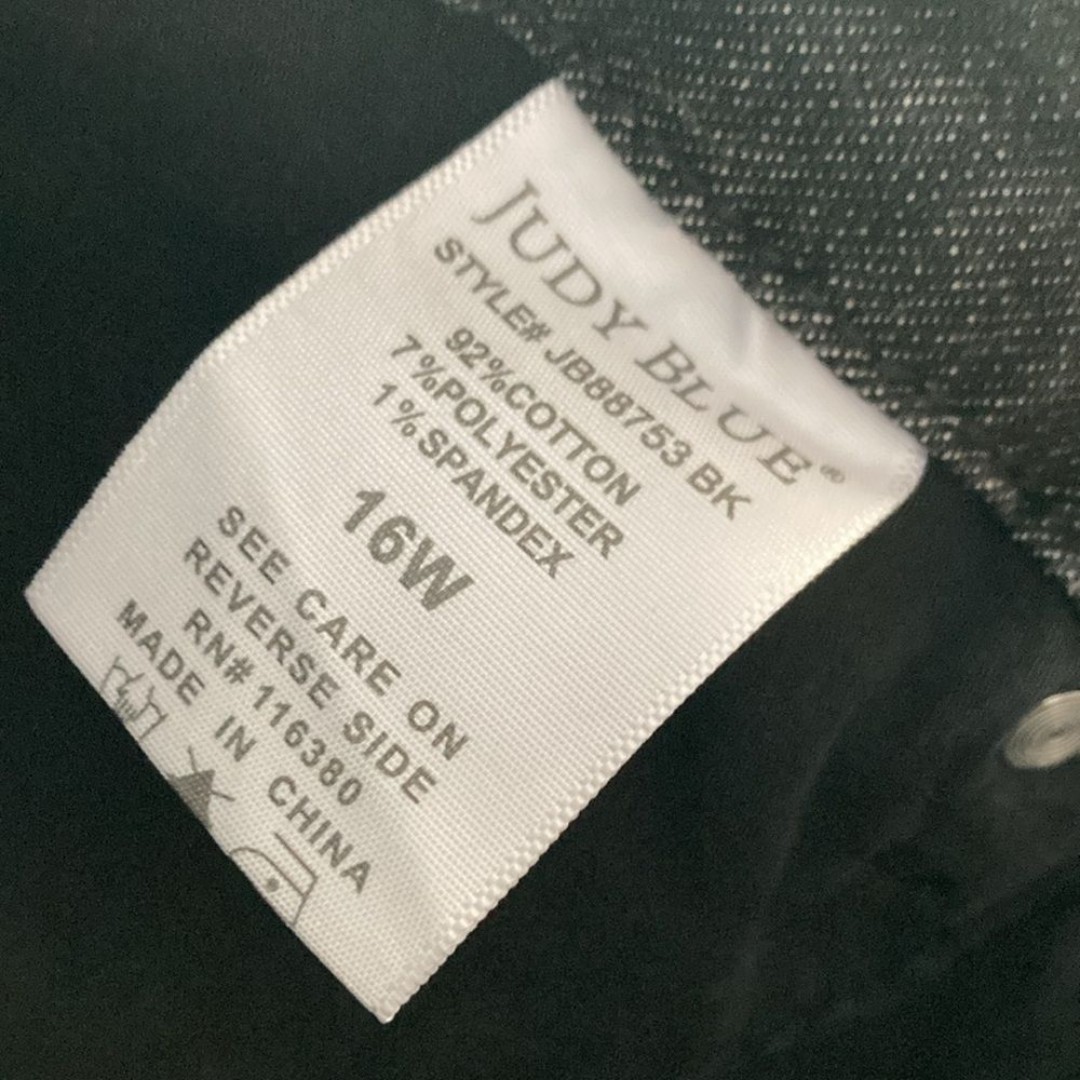 JUDY BLUE®
STYLE# JB88753 BK
92%COTTON
7%POLYESTER
1%SPANDEX
16W
SEE CARE ON
REVERSE SIDE
RN# 116380
MADE IN CHINA